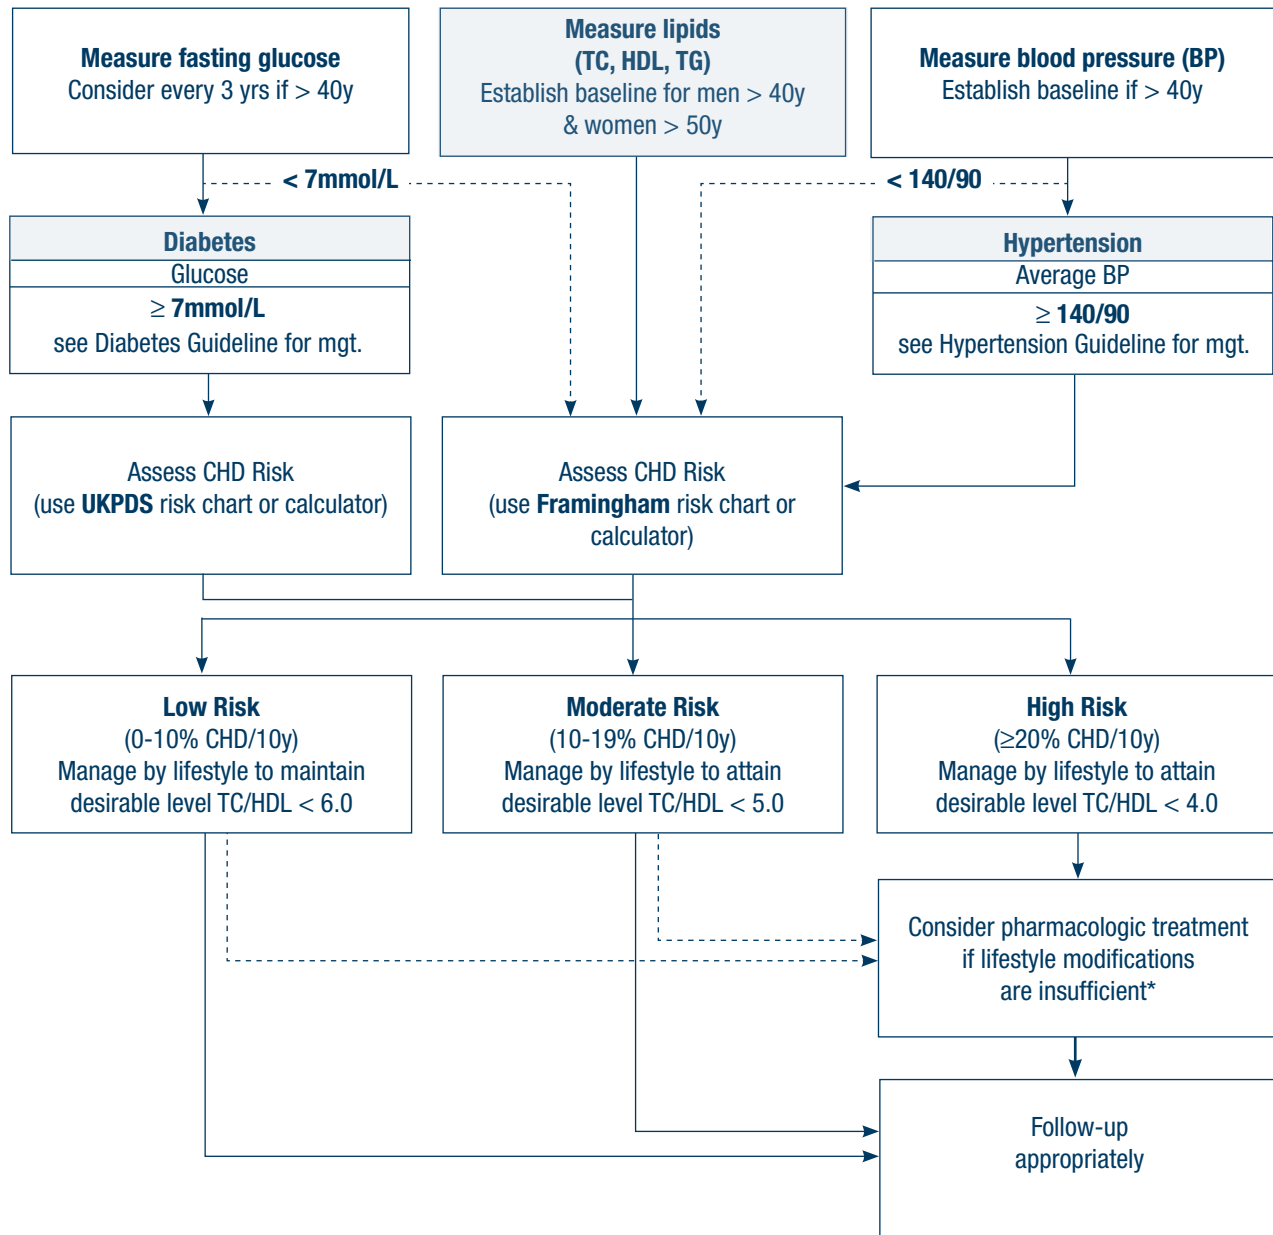 Measure fasting glucose
Consider every 3 yrs if > 40y
Measure lipids
(TC, HDL, TG)
Establish baseline for men > 40y
& women > 50y
Measure blood pressure (BP)
Establish baseline if > 40y
< 7mmol/L
< 140/90
Diabetes
Glucose
≥ 7mmol/L
see Diabetes Guideline for mgt.
Hypertension
Average BP
≥ 140/90
see Hypertension Guideline for mgt.
Assess CHD Risk
(use UKPDS risk chart or calculator)
Assess CHD Risk
(use Framingham risk chart or
calculator)
Low Risk
(0-10% CHD/10y)
Manage by lifestyle to maintain
desirable level TC/HDL < 6.0
Moderate Risk
(10-19% CHD/10y)
Manage by lifestyle to attain
desirable level TC/HDL < 5.0
High Risk
(≥20% CHD/10y)
Manage by lifestyle to attain
desirable level TC/HDL < 4.0
Consider pharmacologic treatment
if lifestyle modifications
are insufficient*
Follow-up
appropriately